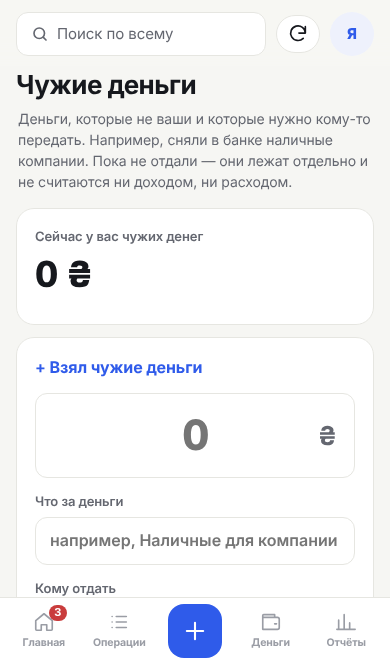 Поиск по всему
Я
Чужие деньги
Деньги, которые не ваши и которые нужно кому-то
передать. Например, сняли в банке наличные
компании. Пока не отдали — они лежат отдельно и
не считаются ни доходом, ни расходом.
Сейчас у вас чужих денег
0 ₴
+ Взял чужие деньги
0 ₴
Что за деньги
например, Наличные для компании
Кому отдать
3
Главная Операции + Деньги Отчёты